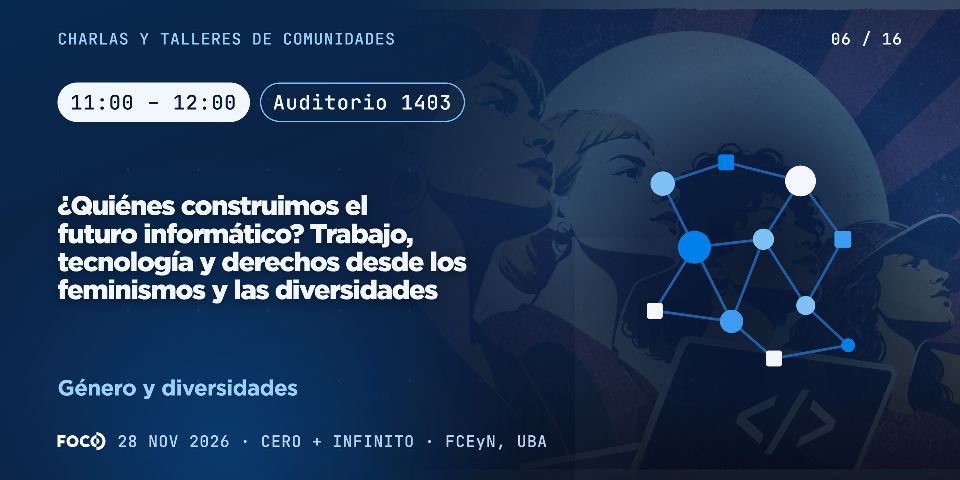 CHARLAS Y TALLERES DE COMUNIDADES
06 / 16
11:00 – 12:00
Auditorio 1403
¿Quiénes construimos el
futuro informático? Trabajo,
tecnología y derechos desde los
feminismos y las diversidades
</>
Género y diversidades
FOCO 28 NOV 2026 · CERO + INFINITO · FCEyN, UBA